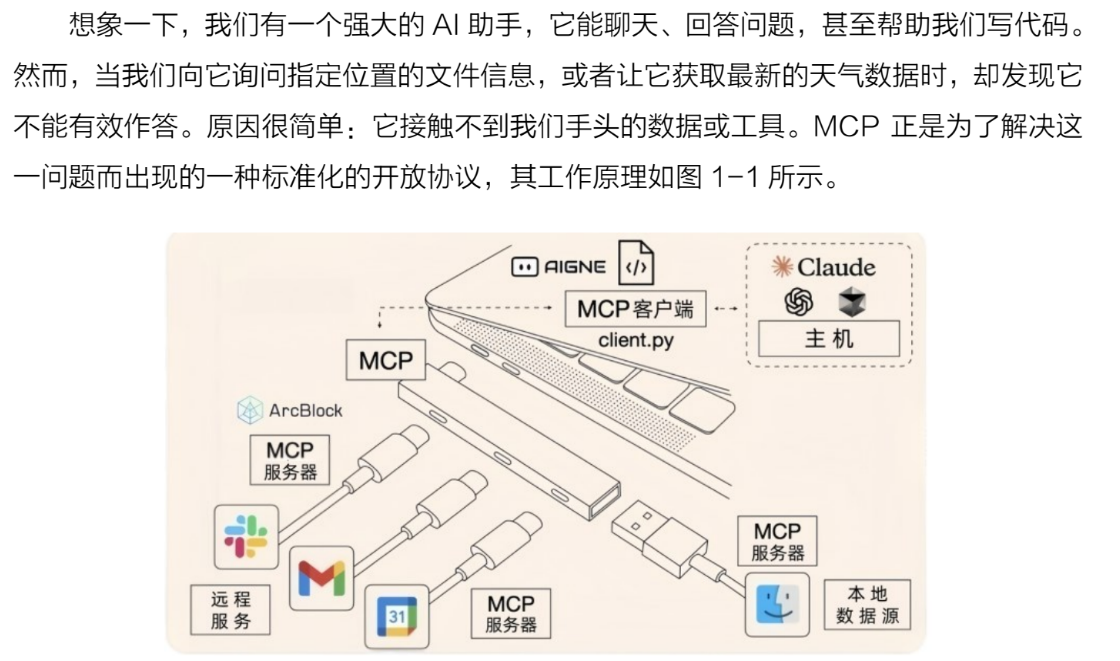 想象一下，我们有一个强大的 AI 助手，它能聊天、回答问题，甚至帮助我们写代码。
然而，当我们向它询问指定位置的文件信息，或者让它获取最新的天气数据时，却发现它
不能有效作答。原因很简单：它接触不到我们手头的数据或工具。MCP 正是为了解决这
一问题而出现的一种标准化的开放协议，其工作原理如图 1-1 所示。
AIGNE
</>
Claude
MCP 客户端
client.py
主机
MCP
ArcBlock
MCP
服务器
MCP
服务器
远程
服务
31
MCP
服务器
本地
数据源